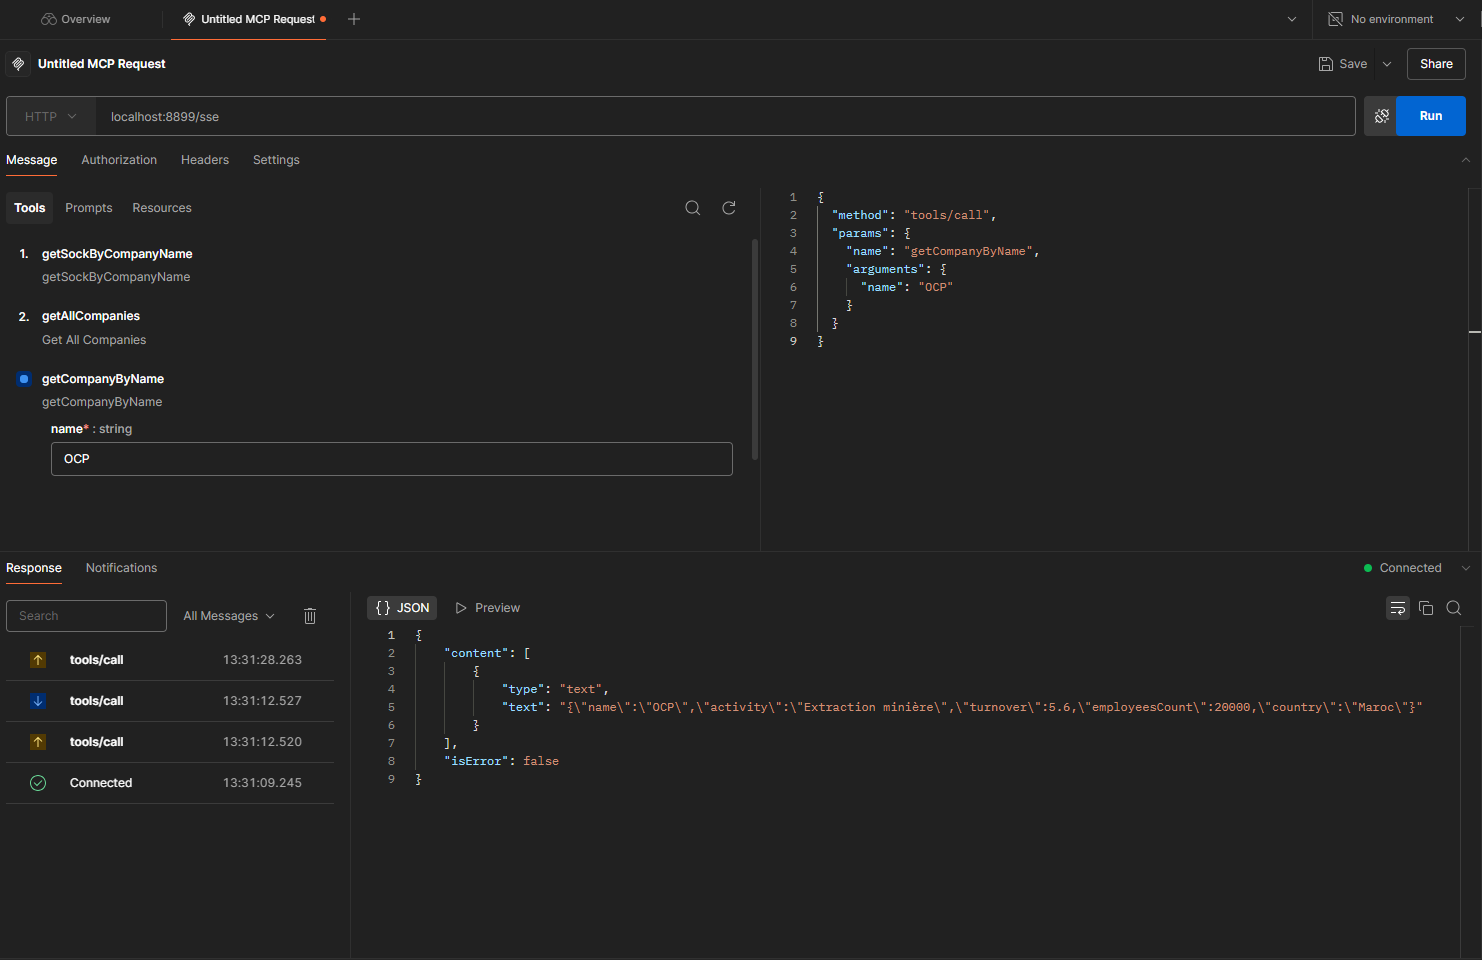 Overview
Untitled MCP Request
No environment
Untitled MCP Request
Save
Share
HTTP
localhost:8899/sse
Run
Message Authorization Headers Settings
Tools Prompts Resources
1. getSockByCompanyName
getSockByCompanyName
2. getAllCompanies
Get All Companies
getCompanyByName
getCompanyByName
name* : string
OCP
1 {
2 "method": "tools/call",
3 "params": {
4 "name": "getCompanyByName",
5 "arguments": {
6 "name": "OCP"
7 }
8 }
9 }
Response Notifications
Connected
Search
All Messages
tools/call 13:31:28.263
tools/call 13:31:12.527
tools/call 13:31:12.520
Connected 13:31:09.245
{} JSON
Preview
1 {
2 "content": [
3 {
4 "type": "text",
5 "text": "{\"name\":\"OCP\",\"activity\":\"Extraction minière\",\"turnover\":5.6,\"employeesCount\":20000,\"country\":\"Maroc\"}"
6 }
7 ],
8 "isError": false
9 }